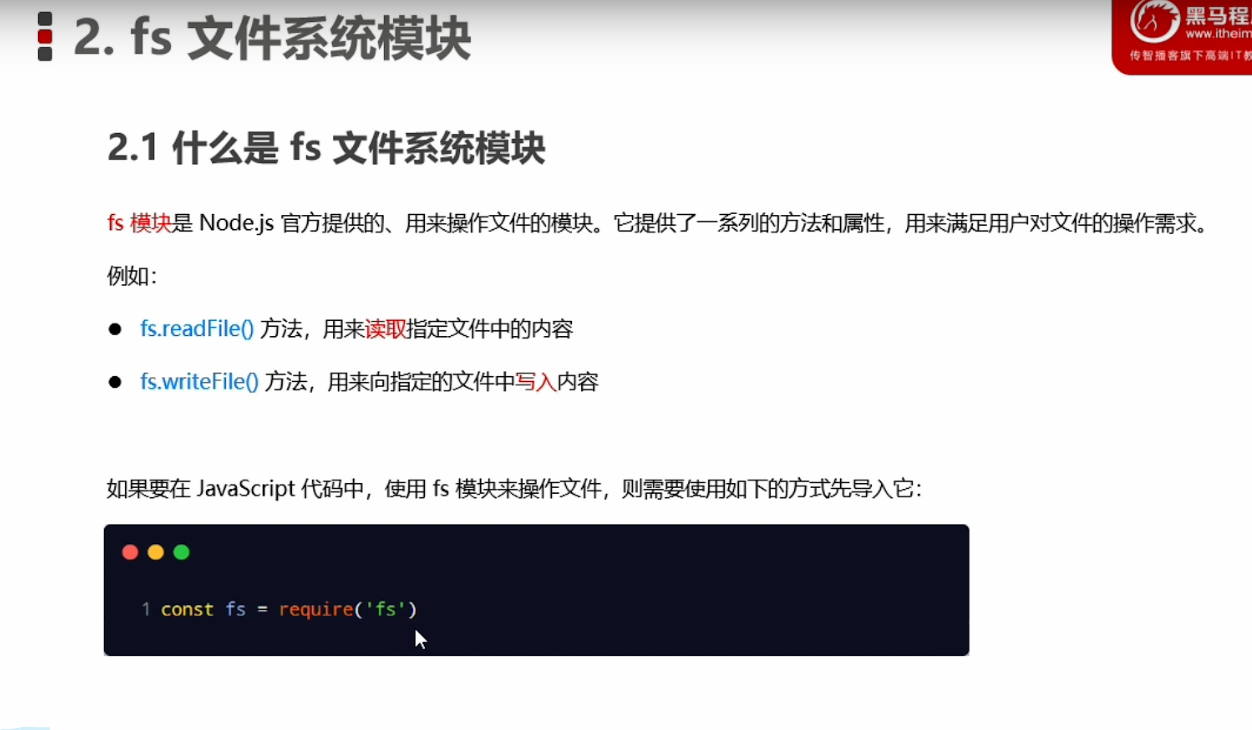 2. fs 文件系统模块
黑马程
www.itheim
传智播客旗下高端IT教
2.1 什么是 fs 文件系统模块
fs 模块是 Node.js 官方提供的、用来操作文件的模块。它提供了一系列的方法和属性，用来满足用户对文件的操作需求。
例如：
● fs.readFile() 方法，用来读取指定文件中的内容
● fs.writeFile() 方法，用来向指定的文件中写入内容
如果要在 JavaScript 代码中，使用 fs 模块来操作文件，则需要使用如下的方式先导入它：
1 const fs = require('fs')